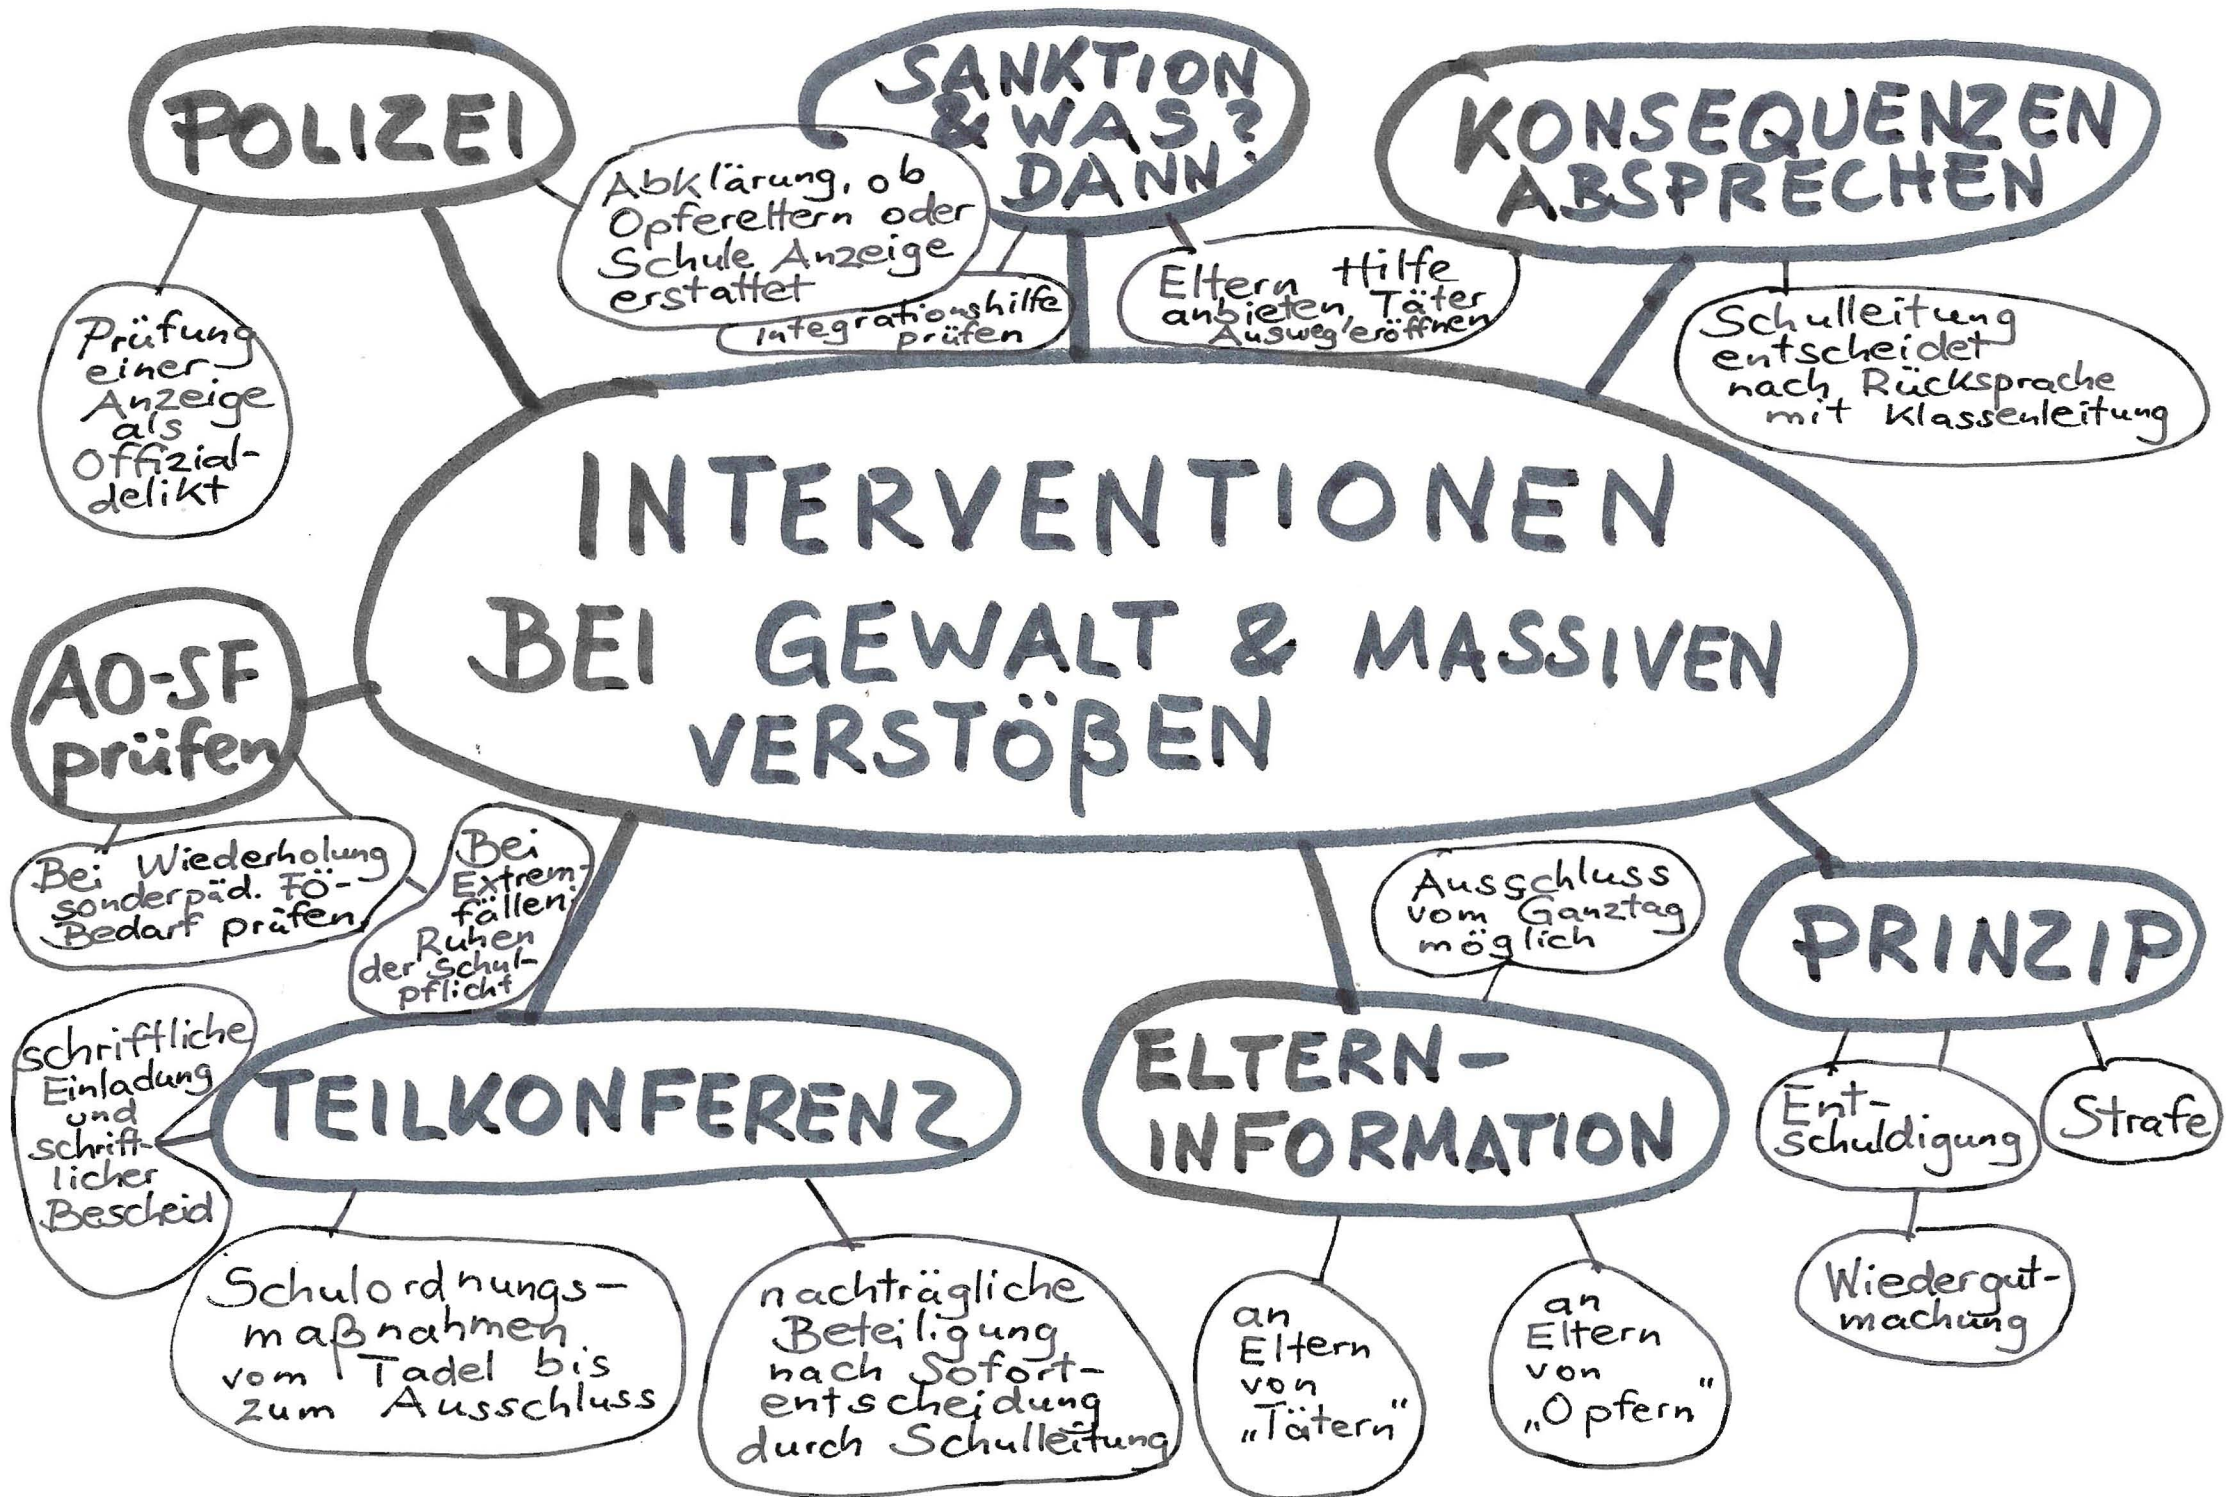 POLIZEI
Abklärung, ob
Opfereltern oder
Schule Anzeige
erstattet
Prüfung
einer
Anzeige
als
Offizial-
delikt
SANKTION
& WAS?
DANN
Integrationshilfe
prüfen
Eltern Hilfe
anbieten, Täter
Ausweg eröffnen
KONSEQUENZEN
ABSPRECHEN
Schulleitung
entscheidet
nach Rücksprache
mit Klassenleitung
INTERVENTIONEN
BEI GEWALT & MASSIVEN
VERSTÖßEN
AO-SF
prüfen
Bei Wiederholung
sonderpäd. Fö-
Bedarf prüfen
Bei
Extrem-
fällen:
Ruhen
der Schul-
pflicht
TEILKONFERENZ
schriftliche
Einladung
und
schrift-
licher
Bescheid
Schulordnungs-
maßnahmen
vom Tadel bis
zum Ausschluss
nachträgliche
Beteiligung
nach Sofort-
entscheidung
durch Schulleitung
ELTERN-
INFORMATION
Ausschluss
vom Ganztag
möglich
an
Eltern
von
„Tätern"
an
Eltern
von
„Opfern"
PRINZIP
Ent-
schuldigung
Strafe
Wiedergut-
machung